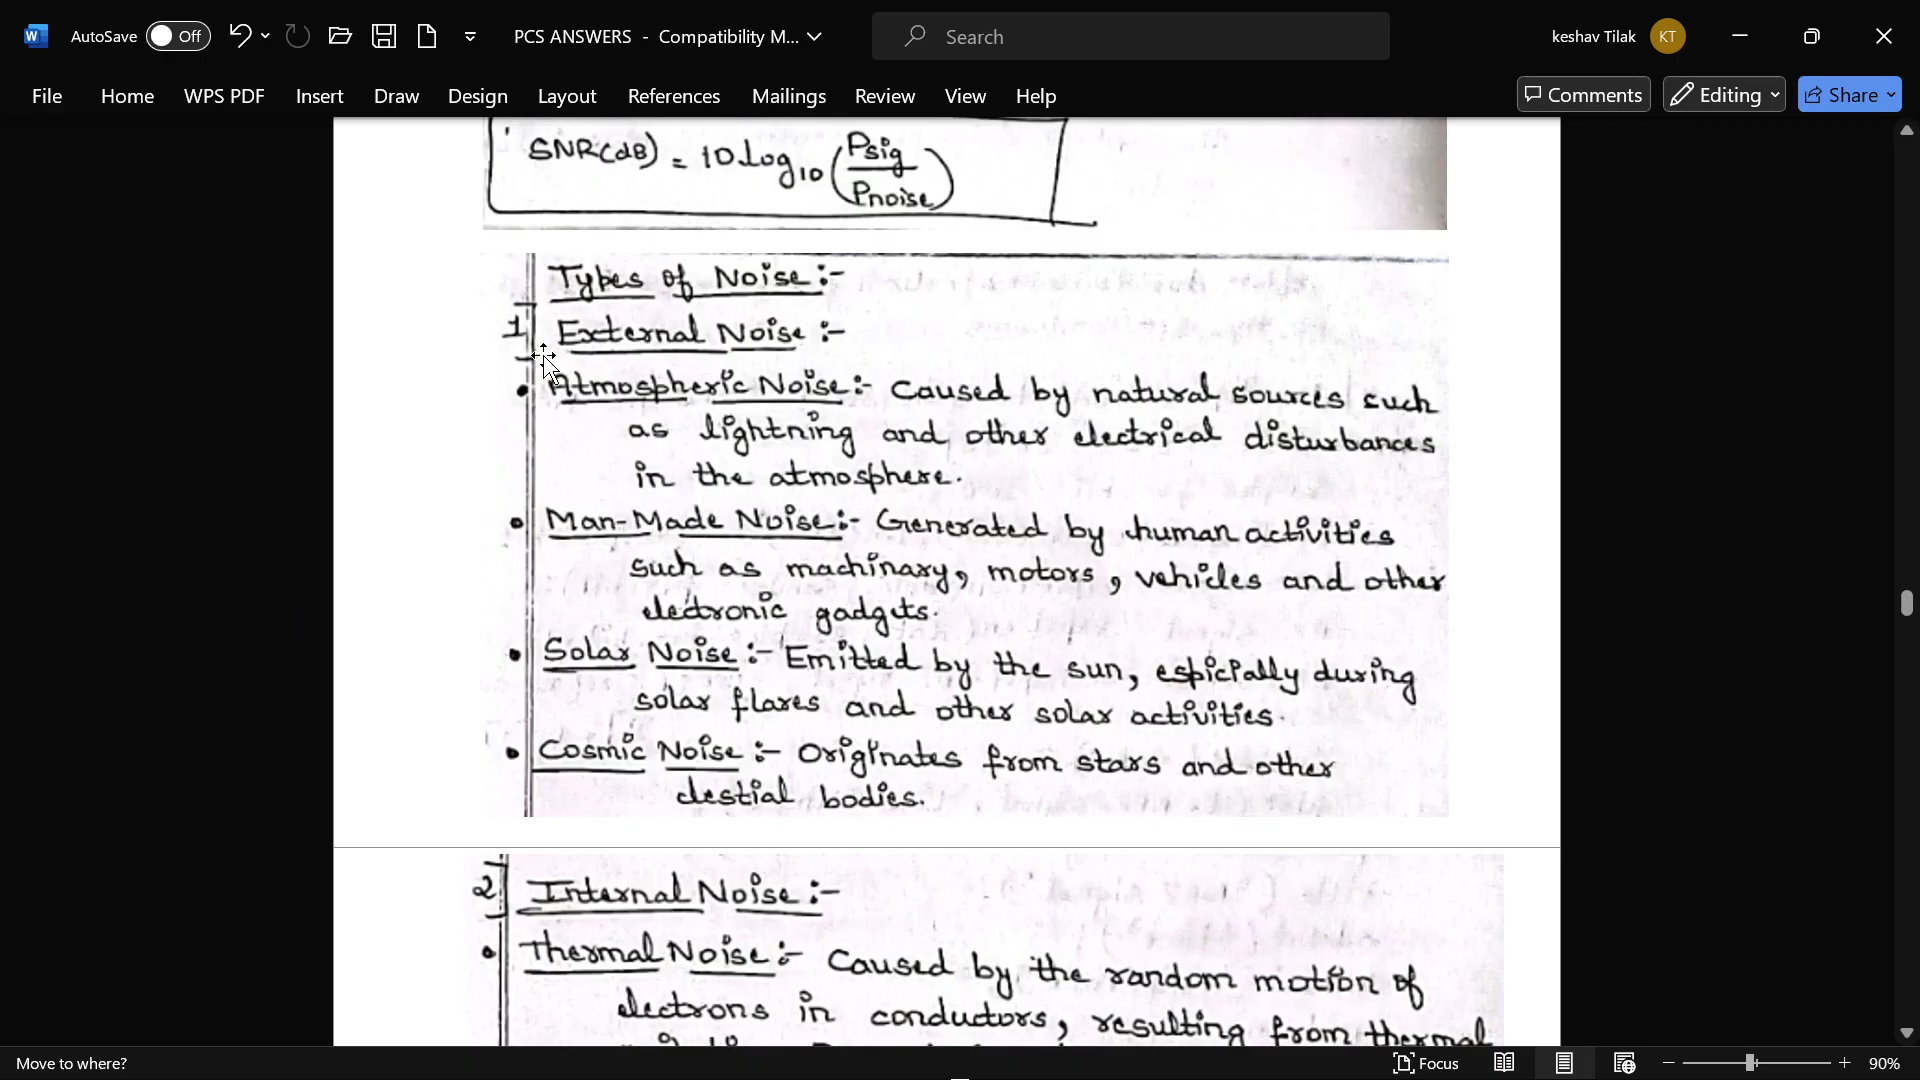 AutoSave Off PCS ANSWERS - Compatibility M... Search keshav Tilak KT
File Home WPS PDF Insert Draw Design Layout References Mailings Review View Help Comments Editing Share
SNR(dB) = 10 log10 (Psig / Pnoise)
Types of Noise :-
1 External Noise :-
• Atmospheric Noise :- Caused by natural sources such
as lightning and other electrical disturbances
in the atmosphere.
• Man-Made Noise :- Generated by human activities
such as machinary, motors, vehicles and other
electronic gadgets.
• Solar Noise :- Emitted by the sun, espicially during
solar flares and other solar activities.
• Cosmic Noise :- Originates from stars and other
clestial bodies.
2 Internal Noise :-
• Thermal Noise :- Caused by the random motion of
electrons in conductors, resulting from thermal
Move to where? Focus 90%